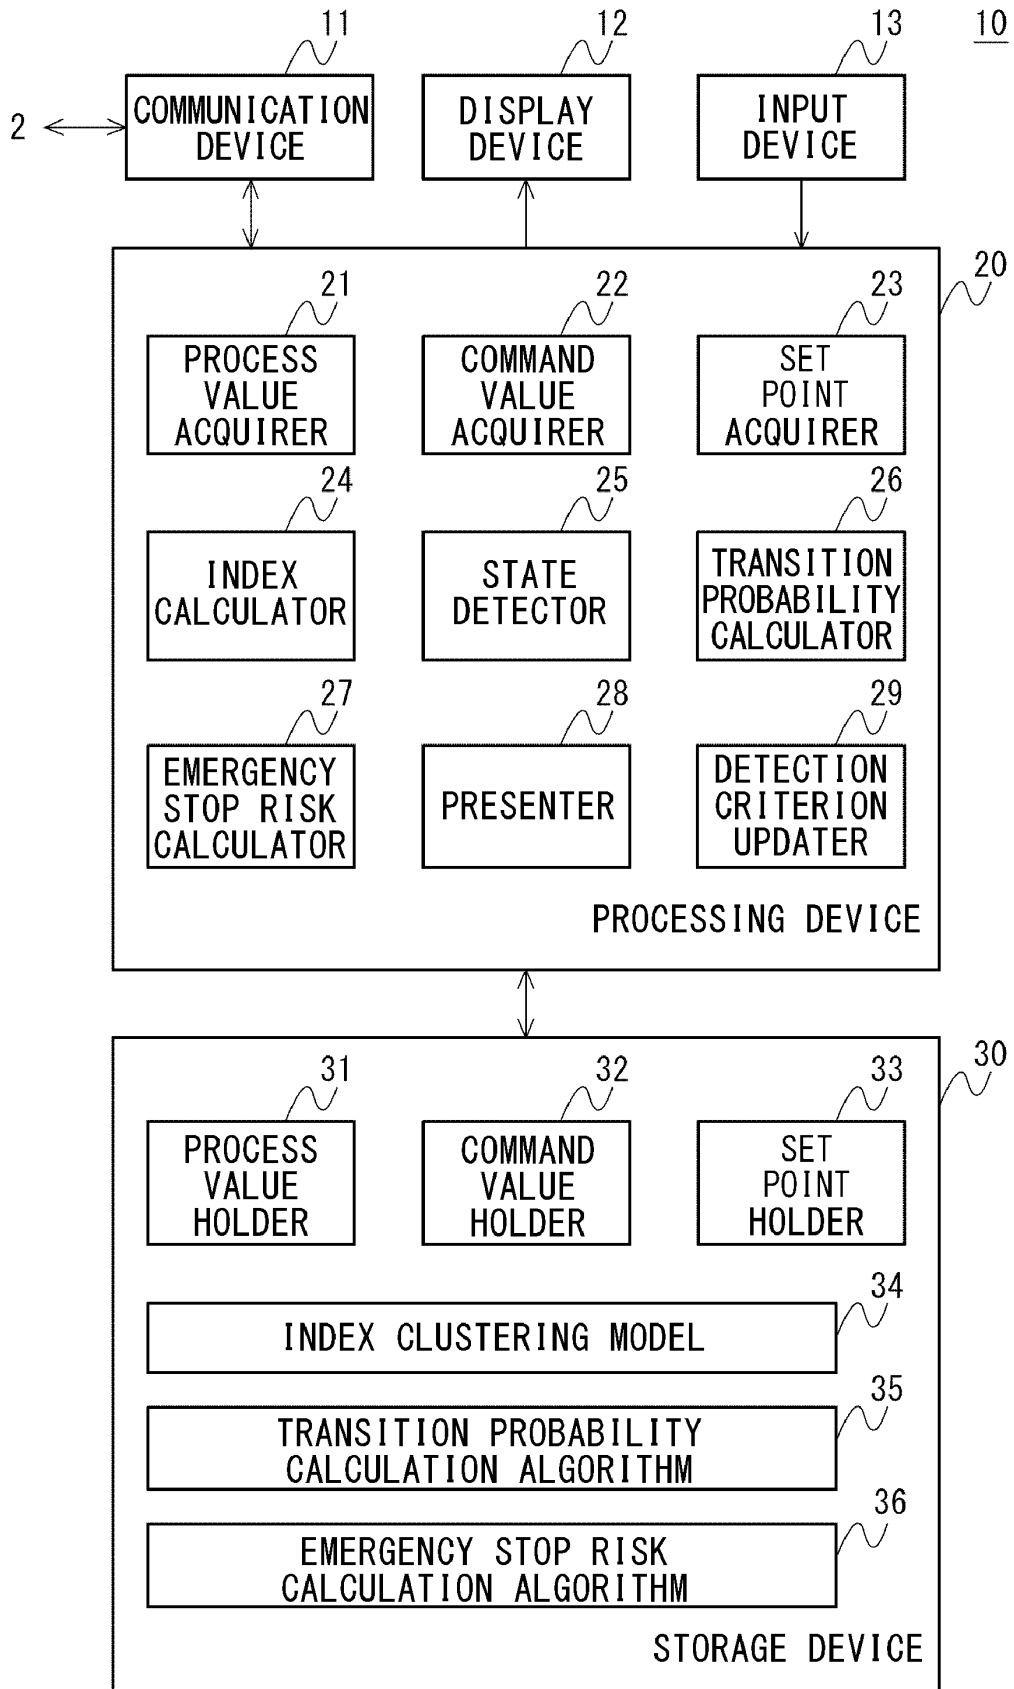 10
11
12
13
COMMUNICATION
DEVICE
DISPLAY
DEVICE
INPUT
DEVICE
2
20
21
22
23
PROCESS
VALUE
ACQUIRER
COMMAND
VALUE
ACQUIRER
SET
POINT
ACQUIRER
24
25
26
INDEX
CALCULATOR
STATE
DETECTOR
TRANSITION
PROBABILITY
CALCULATOR
27
28
29
EMERGENCY
STOP RISK
CALCULATOR
PRESENTER
DETECTION
CRITERION
UPDATER
PROCESSING DEVICE
30
31
32
33
PROCESS
VALUE
HOLDER
COMMAND
VALUE
HOLDER
SET
POINT
HOLDER
34
INDEX CLUSTERING MODEL
35
TRANSITION PROBABILITY
CALCULATION ALGORITHM
36
EMERGENCY STOP RISK
CALCULATION ALGORITHM
STORAGE DEVICE